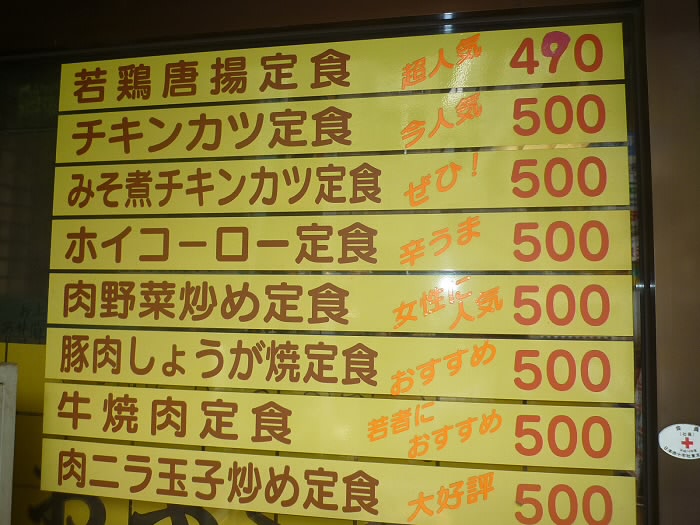 若鶏唐揚定食 超人気 490
チキンカツ定食 今人気 500
みそ煮チキンカツ定食 ぜひ! 500
ホイコーロー定食 辛うま 500
肉野菜炒め定食 女性に人気 500
豚肉しょうが焼定食 おすすめ 500
牛焼肉定食 若者におすすめ 500
肉ニラ玉子炒め定食 大好評 500